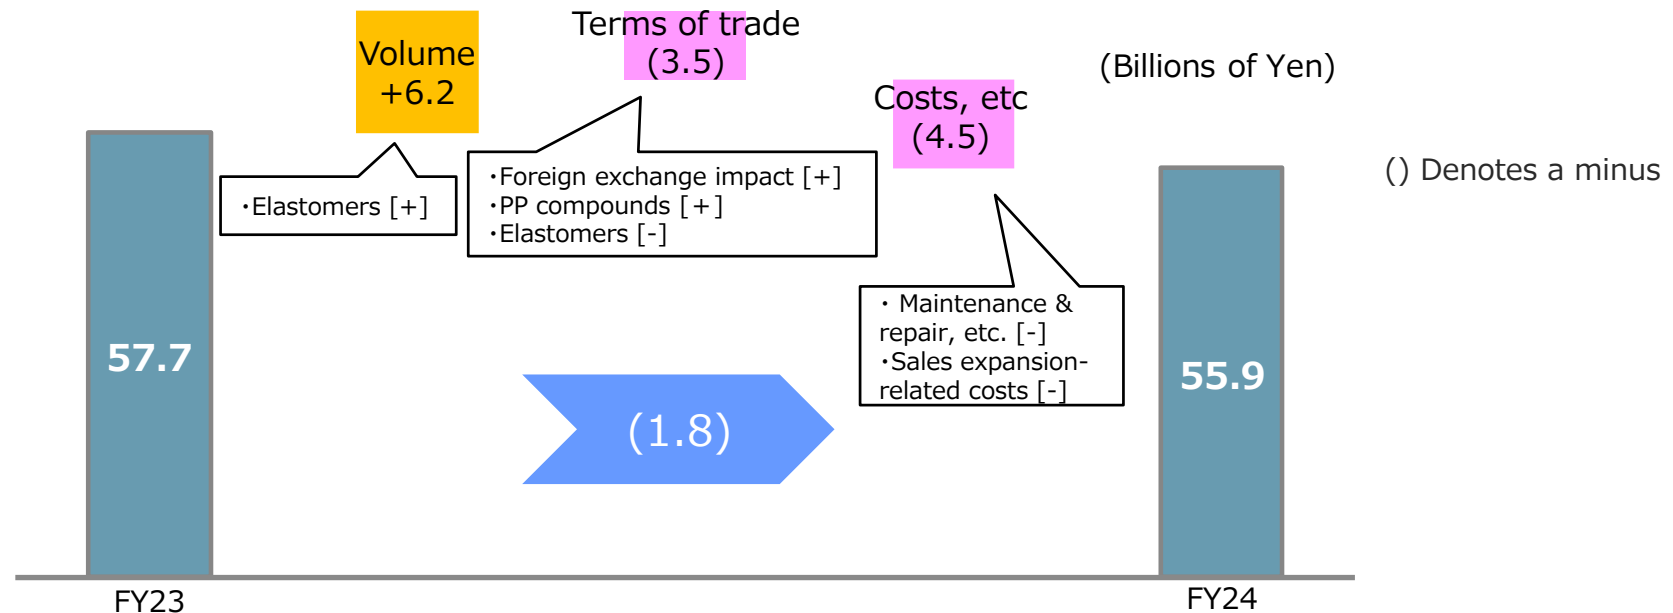 Volume
+6.2
Terms of trade
(3.5)
(Billions of Yen)
Costs, etc
(4.5)
() Denotes a minus
・Elastomers [+]
・Foreign exchange impact [+]
・PP compounds [+]
・Elastomers [-]
・ Maintenance &
repair, etc. [-]
・Sales expansion-
related costs [-]
57.7
(1.8)
55.9
FY23
FY24